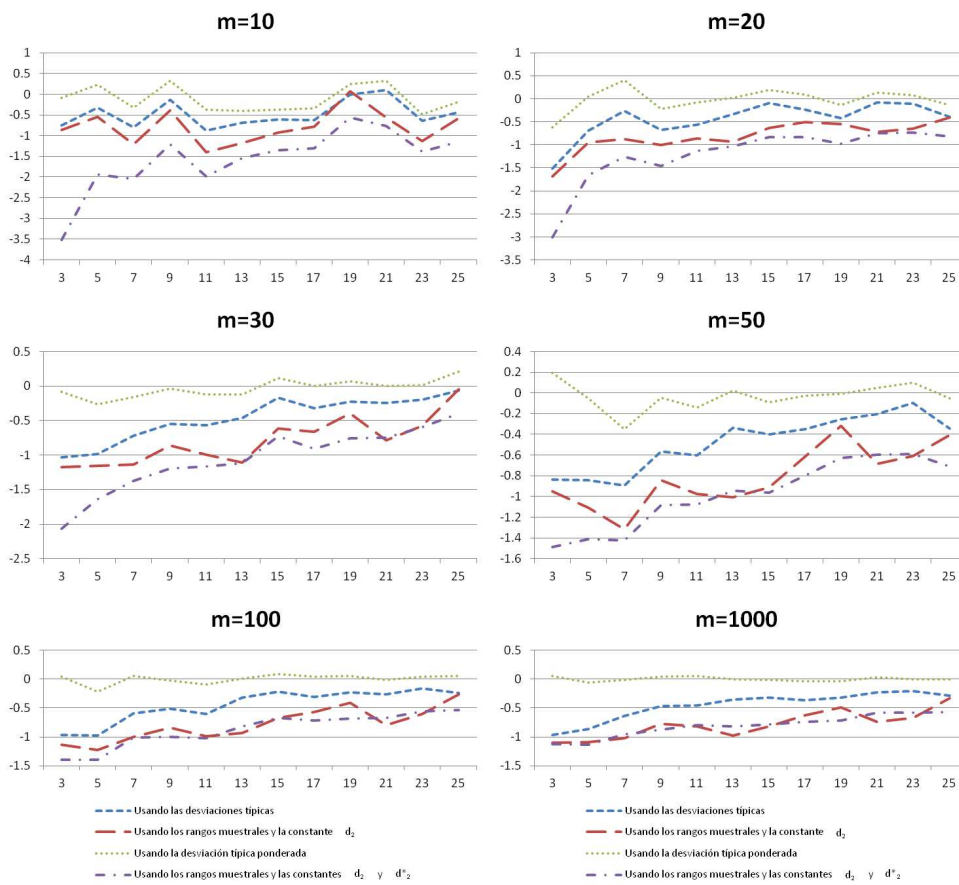 m=10
1
0.5
0
-0.5
-1
-1.5
-2
-2.5
-3
-3.5
-4
3 5 7 9 11 13 15 17 19 21 23 25
m=20
1
0.5
0
-0.5
-1
-1.5
-2
-2.5
-3
-3.5
3 5 7 9 11 13 15 17 19 21 23 25
m=30
0.5
0
-0.5
-1
-1.5
-2
-2.5
3 5 7 9 11 13 15 17 19 21 23 25
m=50
0.4
0.2
0
-0.2
-0.4
-0.6
-0.8
-1
-1.2
-1.4
-1.6
3 5 7 9 11 13 15 17 19 21 23 25
m=100
0.5
0
-0.5
-1
-1.5
3 5 7 9 11 13 15 17 19 21 23 25
m=1000
0.5
0
-0.5
-1
-1.5
3 5 7 9 11 13 15 17 19 21 23 25
Usando las desviaciones típicas
Usando los rangos muestrales y la constante d₂
Usando la desviación típica ponderada
Usando los rangos muestrales y las constantes d₂ y d*₂
Usando las desviaciones típicas
Usando los rangos muestrales y la constante d₂
Usando la desviación típica ponderada
Usando los rangos muestrales y las constantes d₂ y d*₂